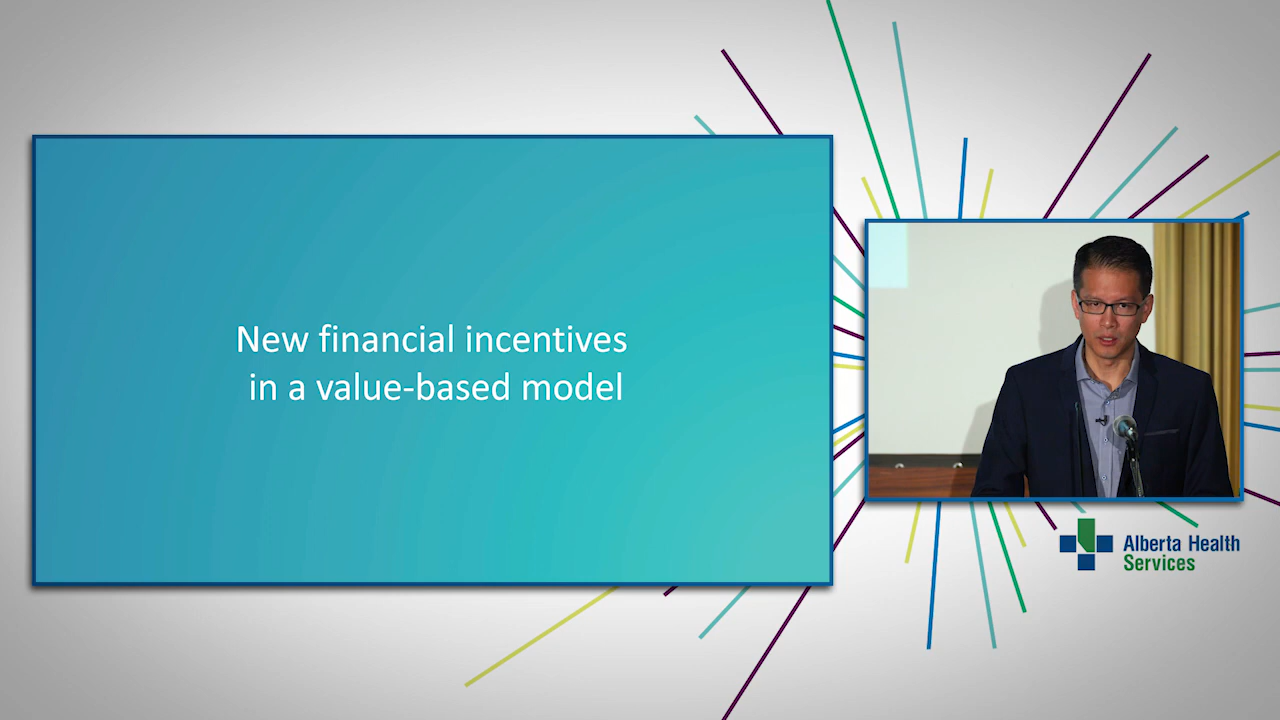 New financial incentives
in a value-based model
Alberta Health
Services